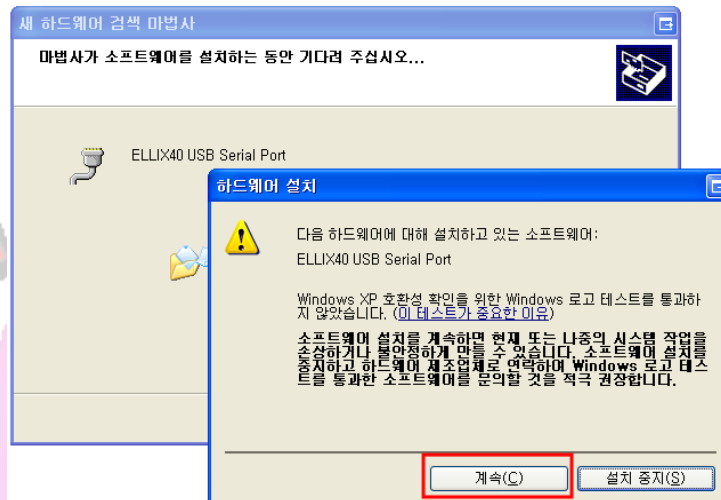 새 하드웨어 검색 마법사
마법사가 소프트웨어를 설치하는 동안 기다려 주십시오...
ELLIX40 USB Serial Port
하드웨어 설치
다음 하드웨어에 대해 설치하고 있는 소프트웨어:
ELLIX40 USB Serial Port
Windows XP 호환성 확인을 위한 Windows 로고 테스트를 통과하
지 않았습니다. (이 테스트가 중요한 이유)
소프트웨어 설치를 계속하면 현재 또는 나중의 시스템 작업을
손상하거나 불안정하게 만들 수 있습니다. 소프트웨어 설치를
중지하고 하드웨어 제조업체로 연락하여 Windows 로고 테스
트를 통과한 소프트웨어를 문의할 것을 적극 권장합니다.
계속(C)
설치 중지(S)